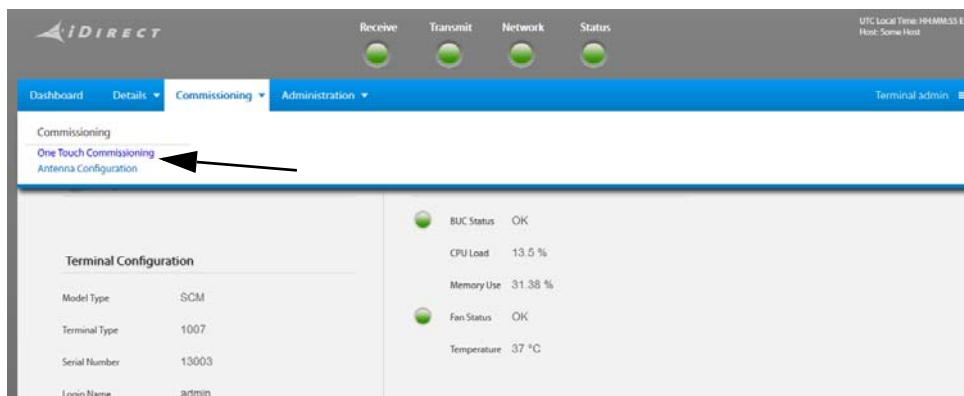 iDIRECT
Receive Transmit Network Status
UTC Local Time: HH:MM:SS
Host: Some Host
Dashboard Details Commissioning Administration Terminal admin
Commissioning
One Touch Commissioning
Antenna Configuration
BUC Status OK
Terminal Configuration
CPU Load 13.5 %
Memory Use 31.38 %
Model Type SCM
Fan Status OK
Terminal Type 1007
Temperature 37 °C
Serial Number 13003
Login Name admin